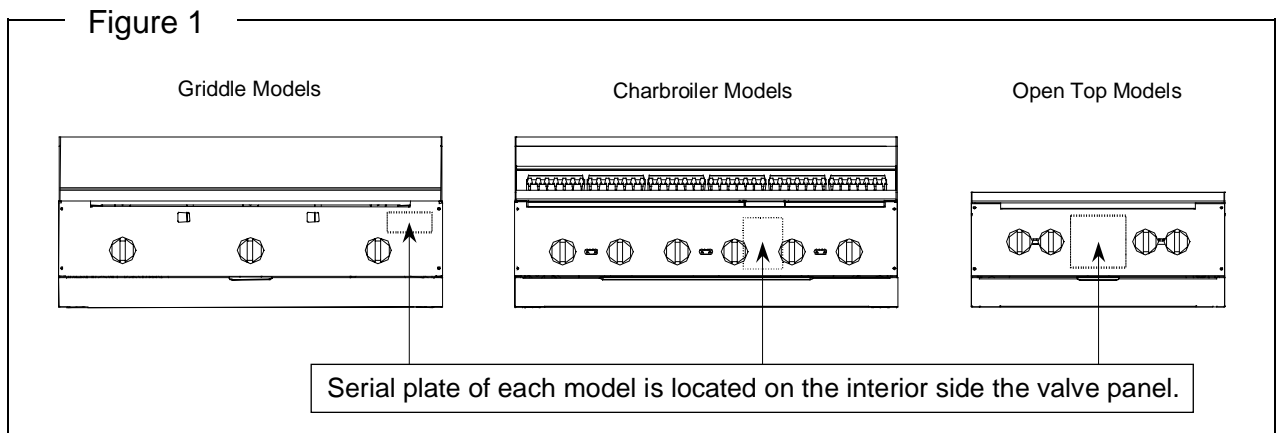 Figure 1
Griddle Models
Charbroiler Models
Open Top Models
Serial plate of each model is located on the interior side the valve panel.